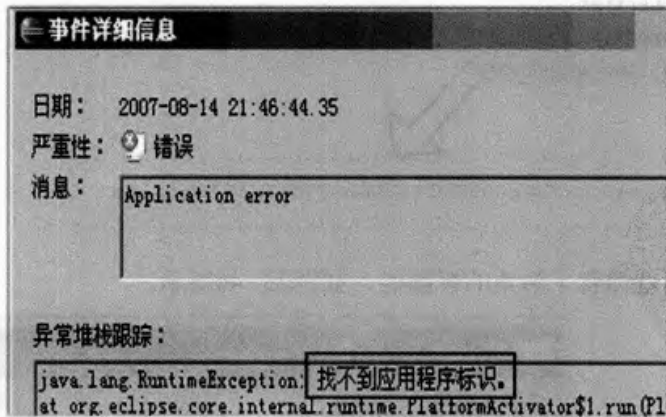 事件详细信息
日期： 2007-08-14 21:46:44.35
严重性： 错误
消息： Application error
异常堆栈跟踪：
java.lang.RuntimeException: 找不到应用程序标识。
at org.eclipse.core.internal.runtime.PlatformActivator$1.run(Pl